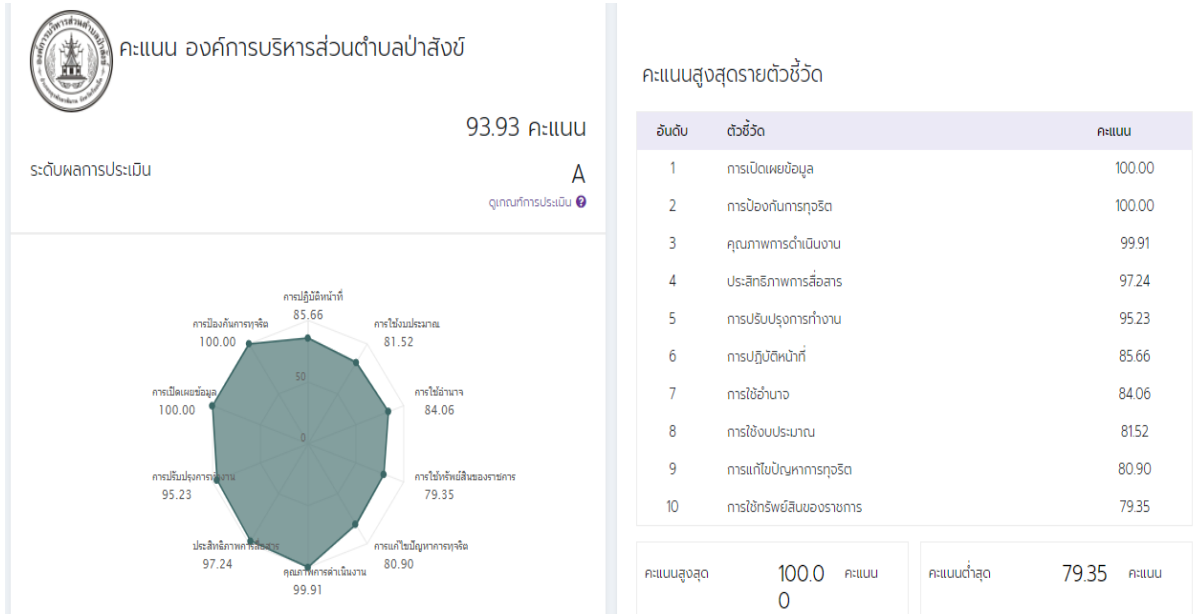 คะแนน องค์การบริหารส่วนตำบลป่าสังข์
93.93 คะแนน
ระดับผลการประเมิน
A
ดูเกณฑ์การประเมิน
การปฏิบัติหน้าที่
85.66
การป้องกันการทุจริต
100.00
การใช้งบประมาณ
81.52
50
การเปิดเผยข้อมูล
100.00
การใช้อำนาจ
84.06
0
การปรับปรุงการทำงาน
95.23
การใช้ทรัพย์สินของราชการ
79.35
ประสิทธิภาพการสื่อสาร
97.24
การแก้ไขปัญหาการทุจริต
80.90
คุณภาพการดำเนินงาน
99.91
คะแนนสูงสุดรายตัวชี้วัด
อันดับ ตัวชี้วัด คะแนน
1 การเปิดเผยข้อมูล 100.00
2 การป้องกันการทุจริต 100.00
3 คุณภาพการดำเนินงาน 99.91
4 ประสิทธิภาพการสื่อสาร 97.24
5 การปรับปรุงการทำงาน 95.23
6 การปฏิบัติหน้าที่ 85.66
7 การใช้อำนาจ 84.06
8 การใช้งบประมาณ 81.52
9 การแก้ไขปัญหาการทุจริต 80.90
10 การใช้ทรัพย์สินของราชการ 79.35
คะแนนสูงสุด 100.0 คะแนน
0
คะแนนต่ำสุด 79.35 คะแนน